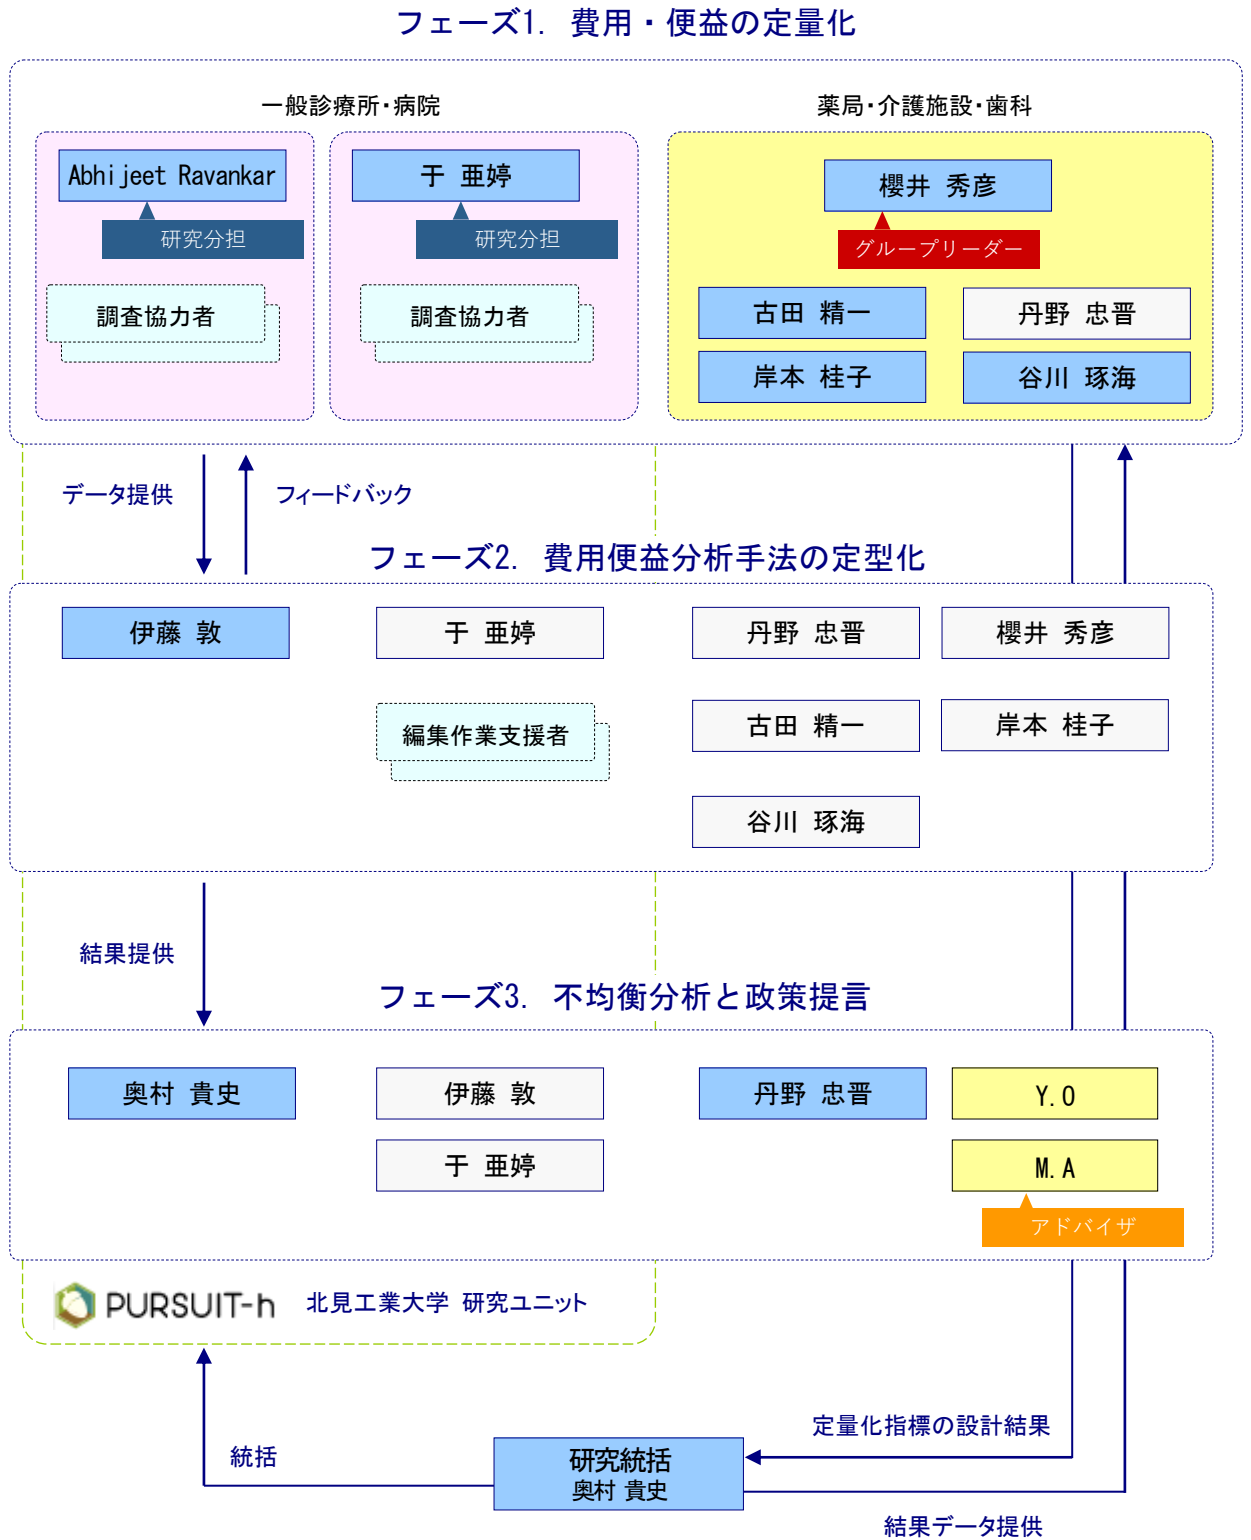 フェーズ1. 費用・便益の定量化
一般診療所・病院
薬局・介護施設・歯科
Abhijeet Ravankar
研究分担
調査協力者
于 亜婷
研究分担
調査協力者
櫻井 秀彦
グループリーダー
古田 精一
丹野 忠晋
岸本 桂子
谷川 琢海
データ提供
フィードバック
フェーズ2. 費用便益分析手法の定型化
伊藤 敦
于 亜婷
丹野 忠晋
櫻井 秀彦
編集作業支援者
古田 精一
岸本 桂子
谷川 琢海
結果提供
フェーズ3. 不均衡分析と政策提言
奥村 貴史
伊藤 敦
丹野 忠晋
Y.O
于 亜婷
M.A
アドバイザ
PURSUIT-h
北見工業大学 研究ユニット
統括
定量化指標の設計結果
研究統括
奥村 貴史
結果データ提供